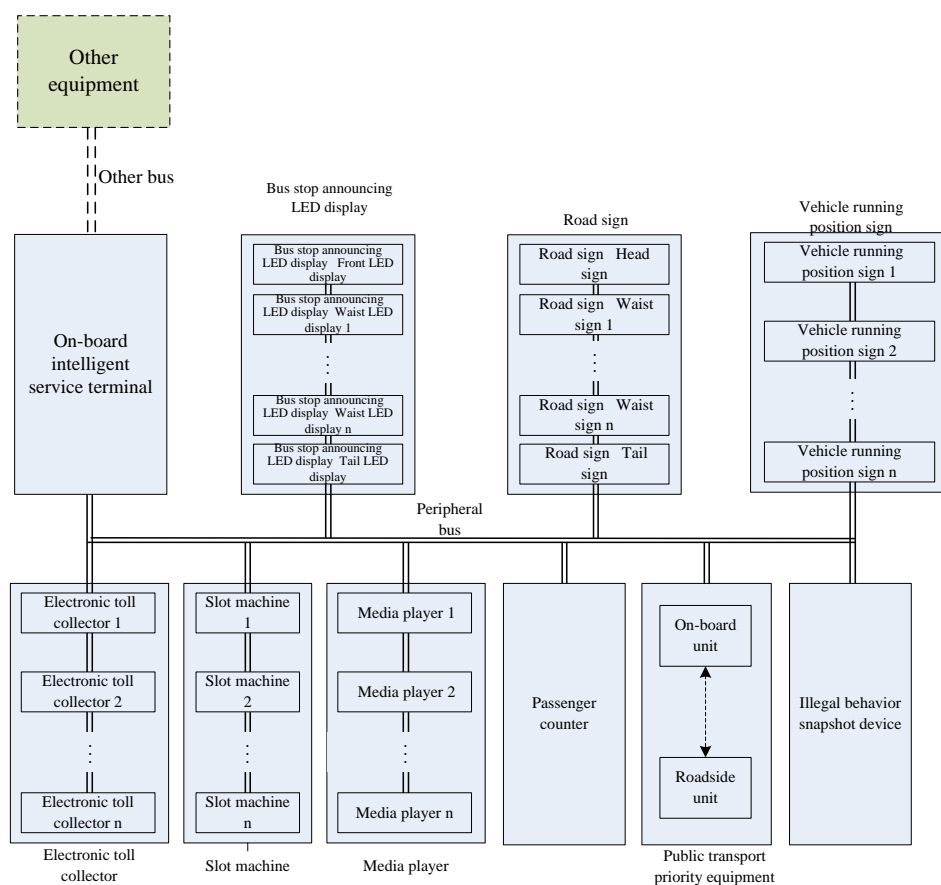 Other
equipment
Other bus
Bus stop announcing
LED display
Road sign
Vehicle running
position sign
On-board
intelligent
service terminal
Bus stop announcing
LED display Front LED
display
Bus stop announcing
LED display Waist LED
display 1
Bus stop announcing
LED display Waist LED
display n
Bus stop announcing
LED display Tail LED
display
Road sign Head
sign
Road sign Waist
sign 1
Road sign Waist
sign n
Road sign Tail
sign
Vehicle running
position sign 1
Vehicle running
position sign 2
Vehicle running
position sign n
Peripheral
bus
Electronic toll
collector 1
Electronic toll
collector 2
Electronic toll
collector n
Electronic toll
collector
Slot machine
1
Slot machine
2
Slot machine
n
Slot machine
Media player 1
Media player 2
Media player n
Media player
Passenger
counter
On-board
unit
Roadside
unit
Public transport
priority equipment
Illegal behavior
snapshot device